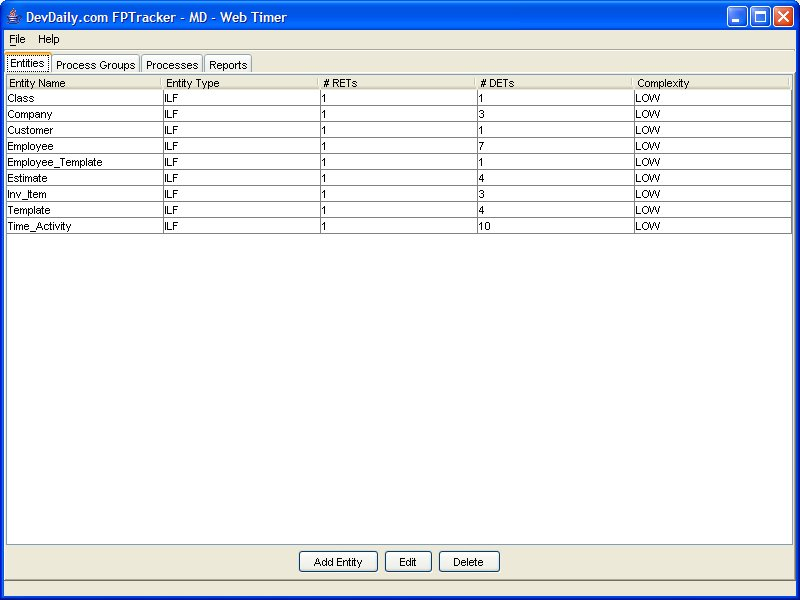 DevDaily.com FPTracker - MD - Web Timer
File Help
Entities Process Groups Processes Reports
Entity Name Entity Type # RETs # DETs Complexity
Class ILF 1 1 LOW
Company ILF 1 3 LOW
Customer ILF 1 1 LOW
Employee ILF 1 7 LOW
Employee_Template ILF 1 1 LOW
Estimate ILF 1 4 LOW
Inv_Item ILF 1 3 LOW
Template ILF 1 4 LOW
Time_Activity ILF 1 10 LOW
Add Entity Edit Delete